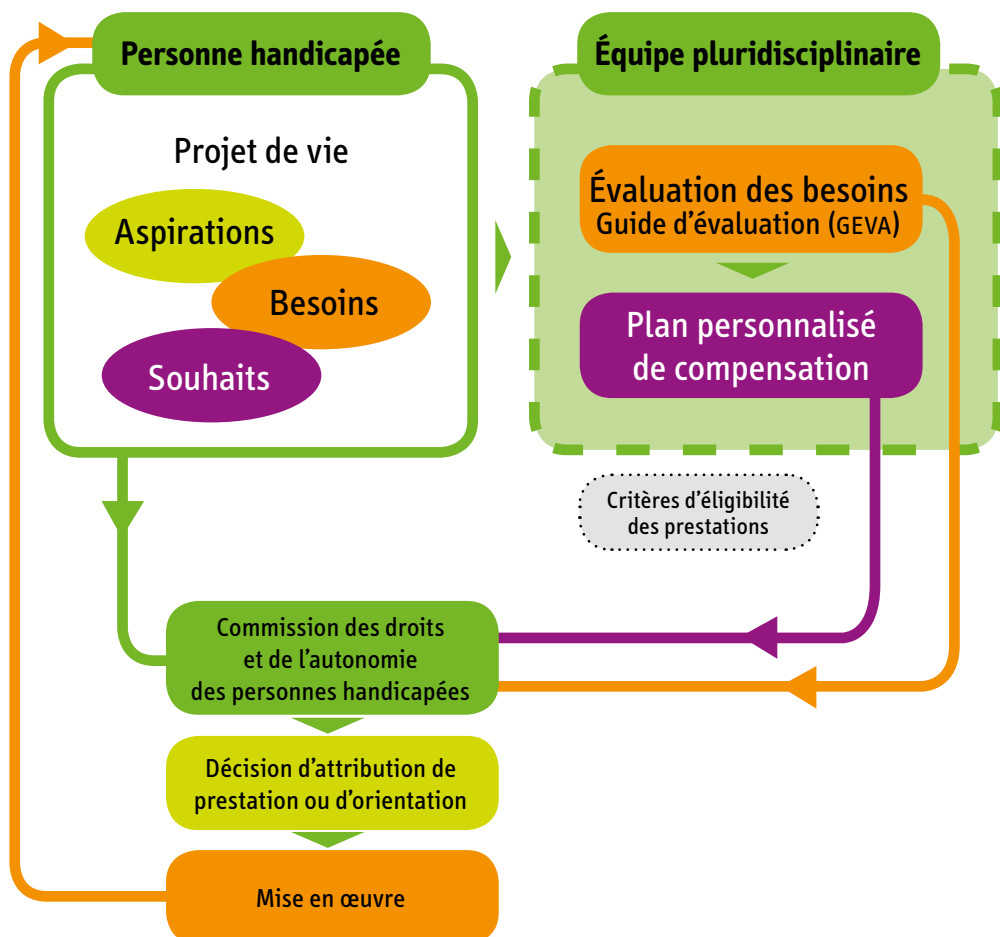 Personne handicapée
Projet de vie
Aspirations
Besoins
Souhaits
Équipe pluridisciplinaire
Évaluation des besoins
Guide d’évaluation (GEVA)
Plan personnalisé
de compensation
Critères d’éligibilité
des prestations
Commission des droits
et de l’autonomie
des personnes handicapées
Décision d’attribution de
prestation ou d’orientation
Mise en œuvre